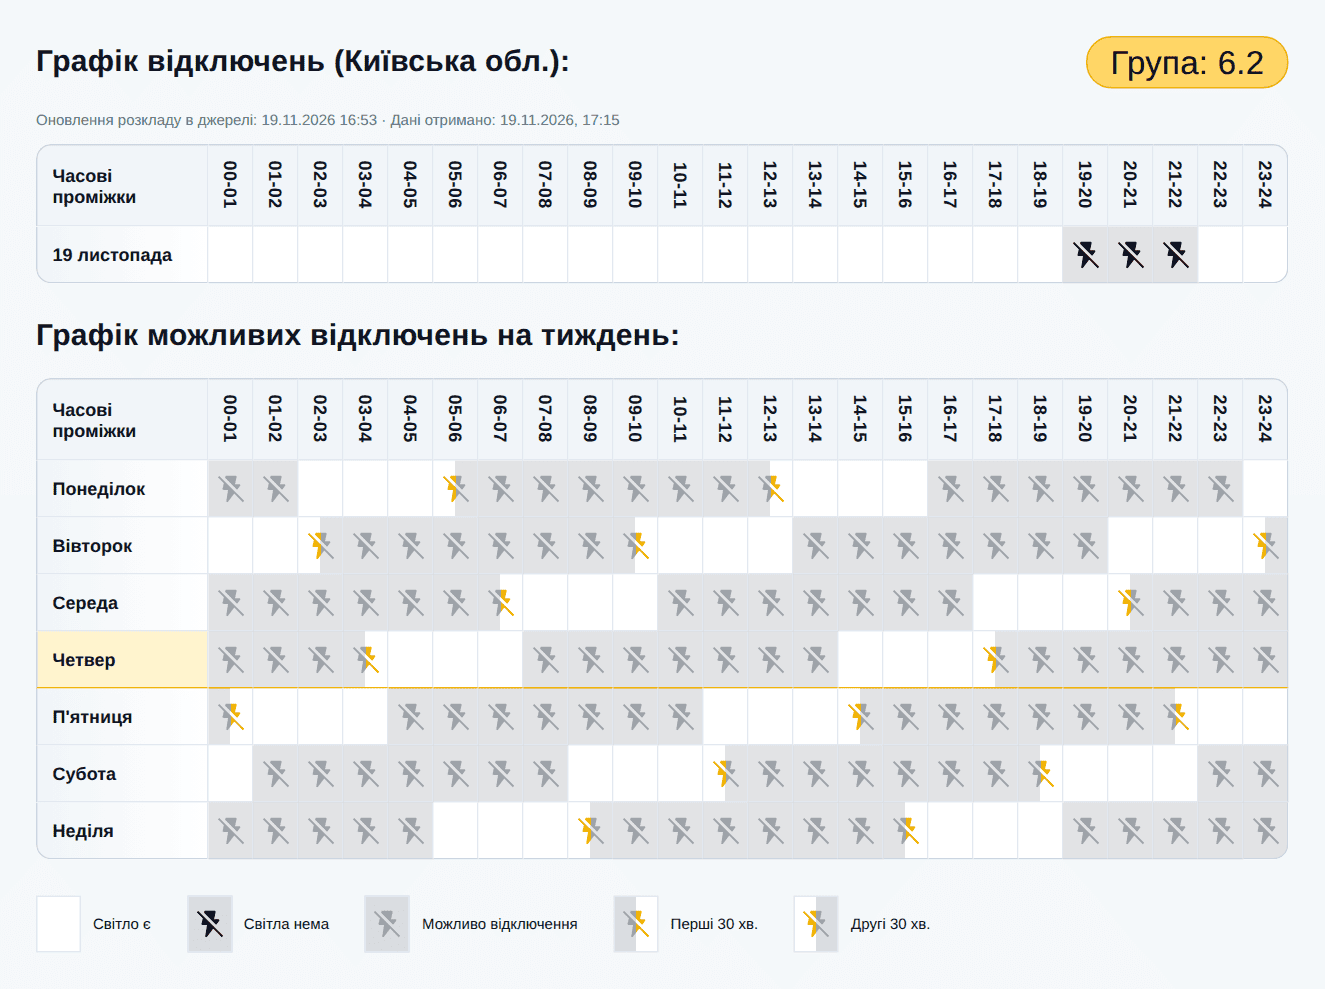 Графік відключень (Київська обл.):
Група: 6.2
Оновлення розкладу в джерелі: 19.11.2026 16:53 · Дані отримано: 19.11.2026, 17:15
Часові проміжки 00-01 01-02 02-03 03-04 04-05 05-06 06-07 07-08 08-09 09-10 10-11 11-12 12-13 13-14 14-15 15-16 16-17 17-18 18-19 19-20 20-21 21-22 22-23 23-24
19 листопада
Графік можливих відключень на тиждень:
Часові проміжки 00-01 01-02 02-03 03-04 04-05 05-06 06-07 07-08 08-09 09-10 10-11 11-12 12-13 13-14 14-15 15-16 16-17 17-18 18-19 19-20 20-21 21-22 22-23 23-24
Понеділок
Вівторок
Середа
Четвер
П'ятниця
Субота
Неділя
Світло є Світла нема Можливо відключення Перші 30 хв. Другі 30 хв.